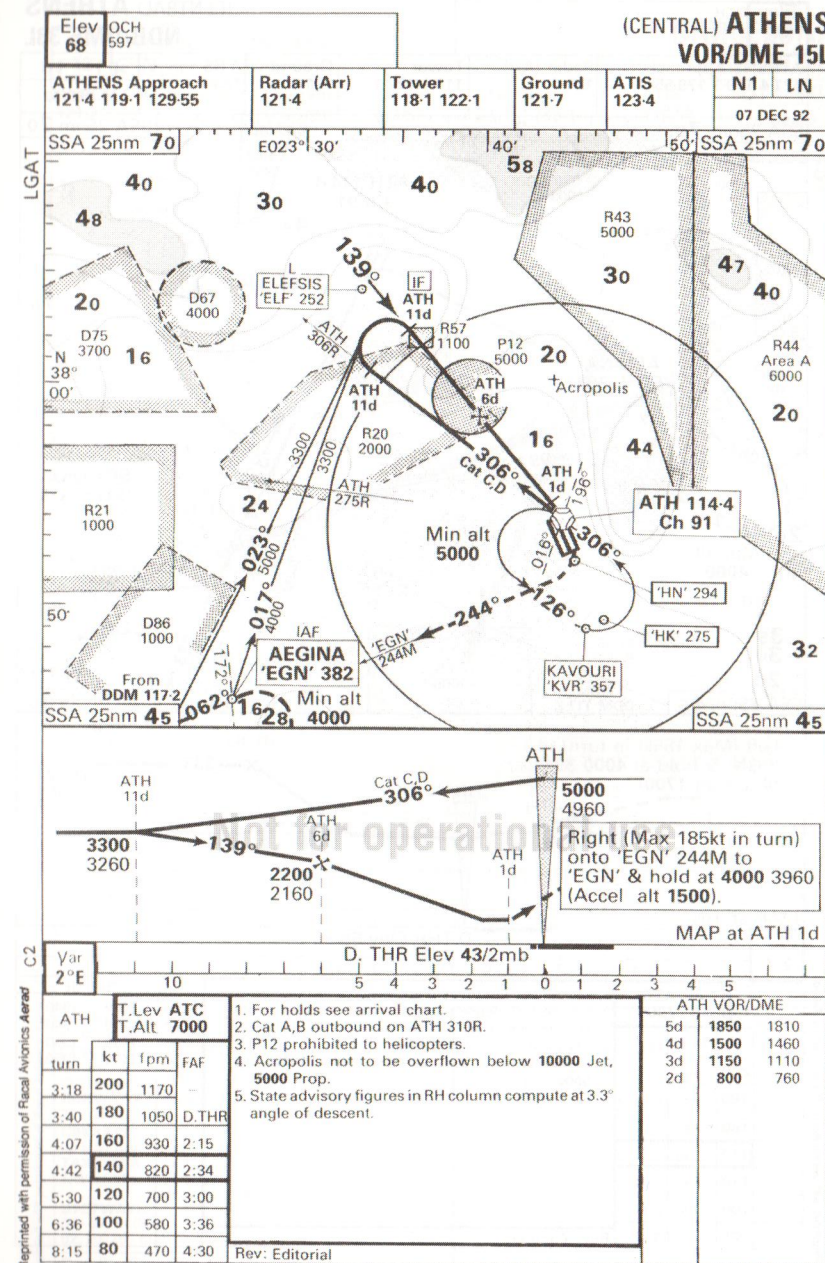 Elev
68
OCH
597
(CENTRAL) ATHENS
VOR/DME 15L
ATHENS Approach
121·4 119·1 129·55
Radar (Arr)
121·4
Tower
118·1 122·1
Ground
121·7
ATIS
123·4
N1
07 DEC 92
LGAT
SSA 25nm 70
E023° 30′
40′
50′
SSA 25nm 70
40
48
30
40
58
R43
5000
30
47
40
139°
L
ELEFSIS
'ELF' 252
IF
ATH
11d
20
D75
3700
16
D67
4000
ATH
306R
R57
1100
P12
5000
20
Acropolis
R44
Area A
6000
20
N
38°
00′
ATH
11d
ATH
6d
R20
2000
306°
Cat C,D
16
44
3300
3300
ATH
275R
ATH
1d
196°
ATH 114·4
Ch 91
R21
1000
24
Min alt
5000
016°
306°
023°
5000
017°
4000
'HN' 294
50′
D86
1000
244°
126°
'HK' 275
IAF
AEGINA
'EGN' 382
'EGN'
244M
172°
KAVOURI
'KVR' 357
32
From
DDM 117·2
062°
16
28
Min alt
4000
SSA 25nm 45
SSA 25nm 45
ATH
ATH
11d
Cat C,D
306°
5000
4960
Not for operational use
ATH
6d
139°
3300
3260
2200
2160
ATH
1d
Right (Max 185kt in turn)
onto 'EGN' 244M to
'EGN' & hold at 4000 3960
(Accel alt 1500).
MAP at ATH 1d
C2
Var
2°E
D. THR Elev 43/2mb
10 5 4 3 2 1 0 1 2 3 4 5
ATH
turn
T.Lev ATC
T.Alt 7000
kt fpm FAF
3:18 200 1170 —
3:40 180 1050 D.THR
4:07 160 930 2:15
4:42 140 820 2:34
5:30 120 700 3:00
6:36 100 580 3:36
8:15 80 470 4:30
1. For holds see arrival chart.
2. Cat A,B outbound on ATH 310R.
3. P12 prohibited to helicopters.
4. Acropolis not to be overflown below 10000 Jet,
5000 Prop.
5. State advisory figures in RH column compute at 3.3°
angle of descent.
Rev: Editorial
ATH VOR/DME
5d 1850 1810
4d 1500 1460
3d 1150 1110
2d 800 760
Reprinted with permission of Racal Avionics Aerad